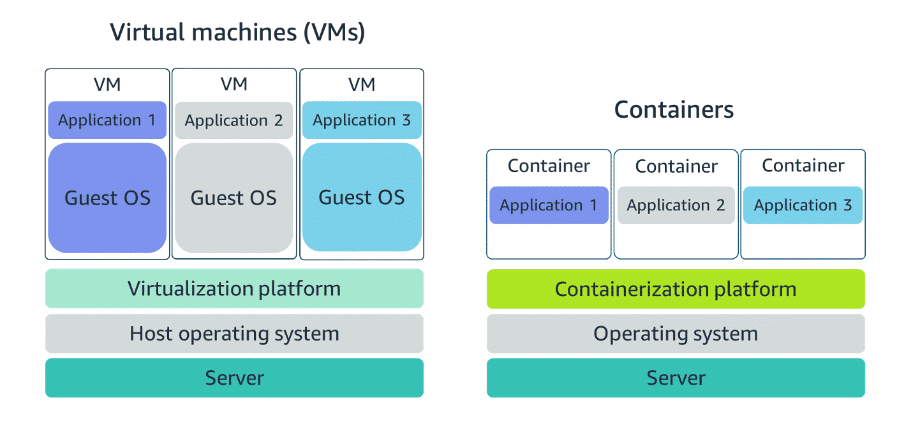 Virtual machines (VMs)
VM
VM
VM
Application 1
Application 2
Application 3
Guest OS
Guest OS
Guest OS
Virtualization platform
Host operating system
Server
Containers
Container
Container
Container
Application 1
Application 2
Application 3
Containerization platform
Operating system
Server